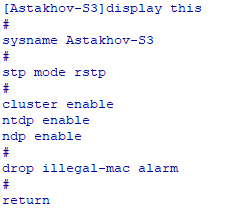 [Astakhov-S3]display this
#
sysname Astakhov-S3
#
stp mode rstp
#
cluster enable
ntdp enable
ndp enable
#
drop illegal-mac alarm
#
return